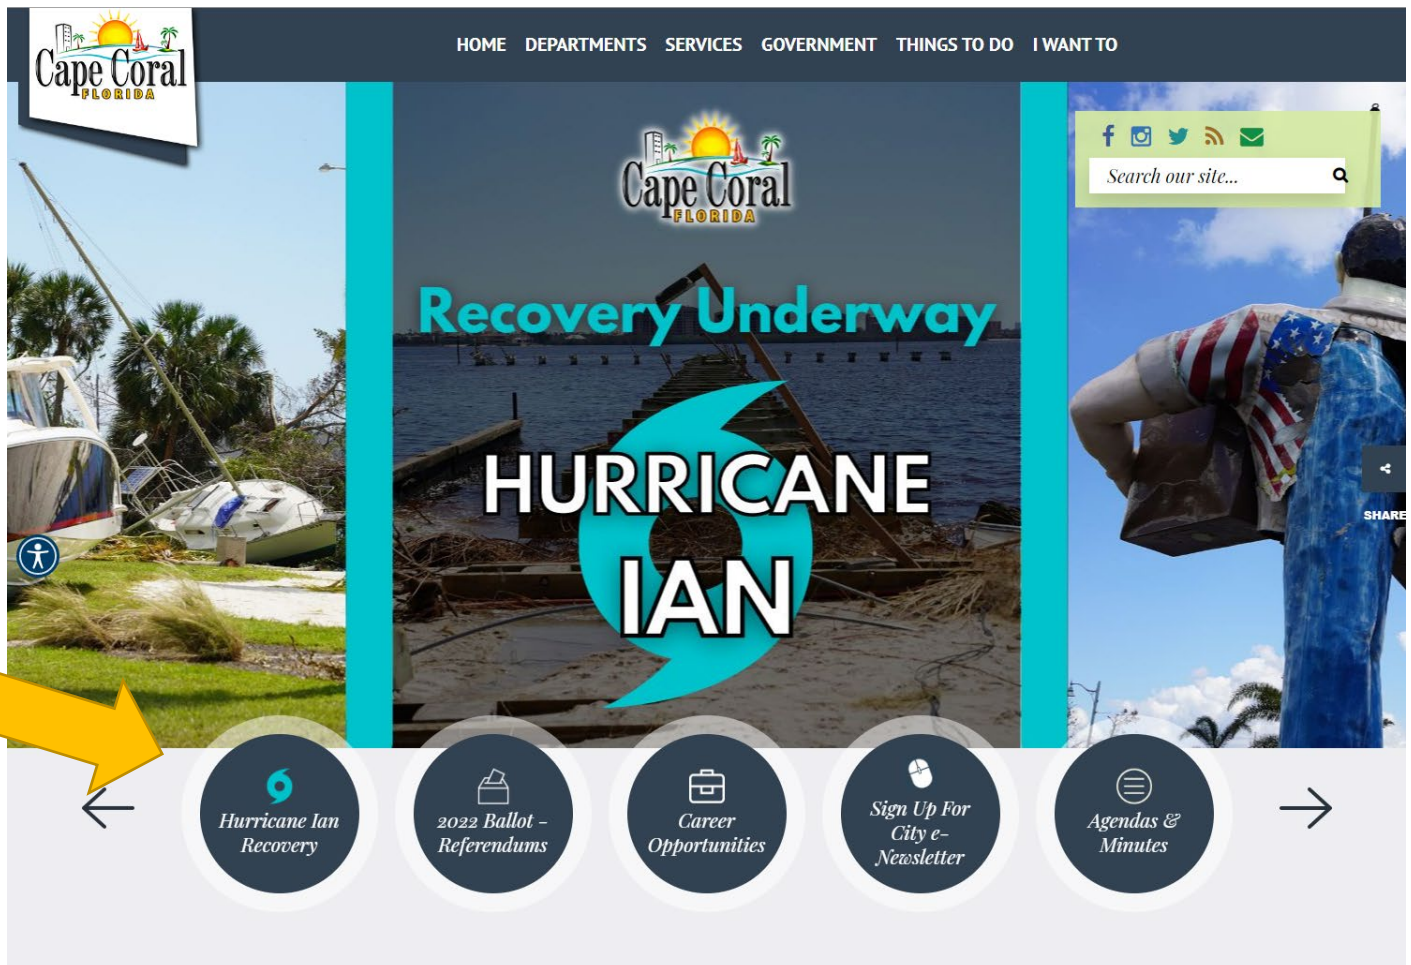 Cape Coral
FLORIDA
HOME DEPARTMENTS SERVICES GOVERNMENT THINGS TO DO I WANT TO
Cape Coral
FLORIDA
Search our site...
Recovery Underway
HURRICANE
IAN
SHARE
Hurricane Ian
Recovery
2022 Ballot -
Referendums
Career
Opportunities
Sign Up For
City e-
Newsletter
Agendas &
Minutes